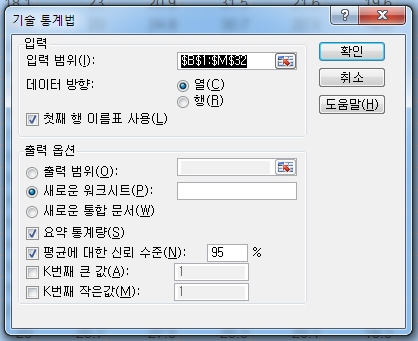 기술 통계법
입력
입력 범위(I): $B$1:$M$32
데이터 방향: 열(C)
행(R)
첫째 행 이름표 사용(L)
확인
취소
도움말(H)
출력 옵션
출력 범위(O):
새로운 워크시트(P):
새로운 통합 문서(W)
요약 통계량(S)
평균에 대한 신뢰 수준(N): 95 %
K번째 큰 값(A): 1
K번째 작은값(M): 1